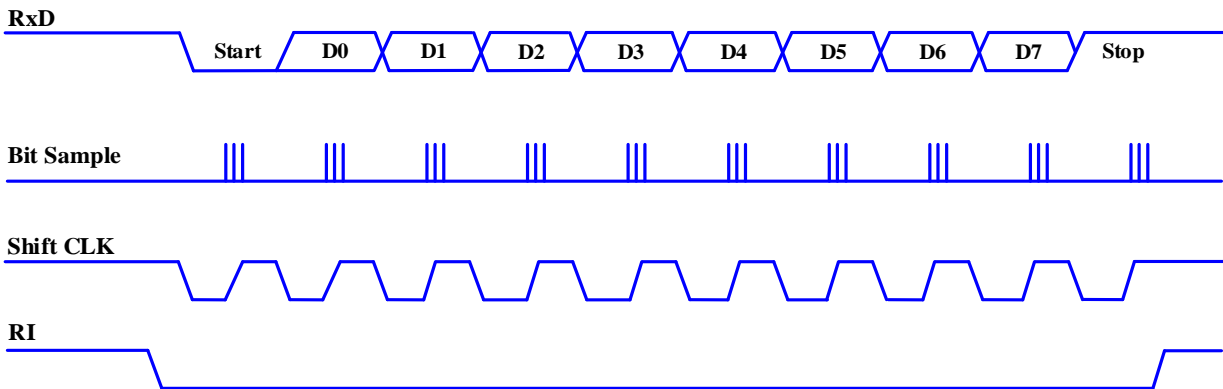 RxD
Start D0 D1 D2 D3 D4 D5 D6 D7 Stop
Bit Sample
Shift CLK
RI